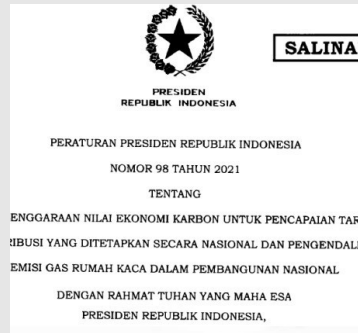 SALINA
PRESIDEN
REPUBLIK INDONESIA
PERATURAN PRESIDEN REPUBLIK INDONESIA
NOMOR 98 TAHUN 2021
TENTANG
ENGGARAAN NILAI EKONOMI KARBON UNTUK PENCAPAIAN TAR
RIBUSI YANG DITETAPKAN SECARA NASIONAL DAN PENGENDAL
EMISI GAS RUMAH KACA DALAM PEMBANGUNAN NASIONAL
DENGAN RAHMAT TUHAN YANG MAHA ESA
PRESIDEN REPUBLIK INDONESIA,